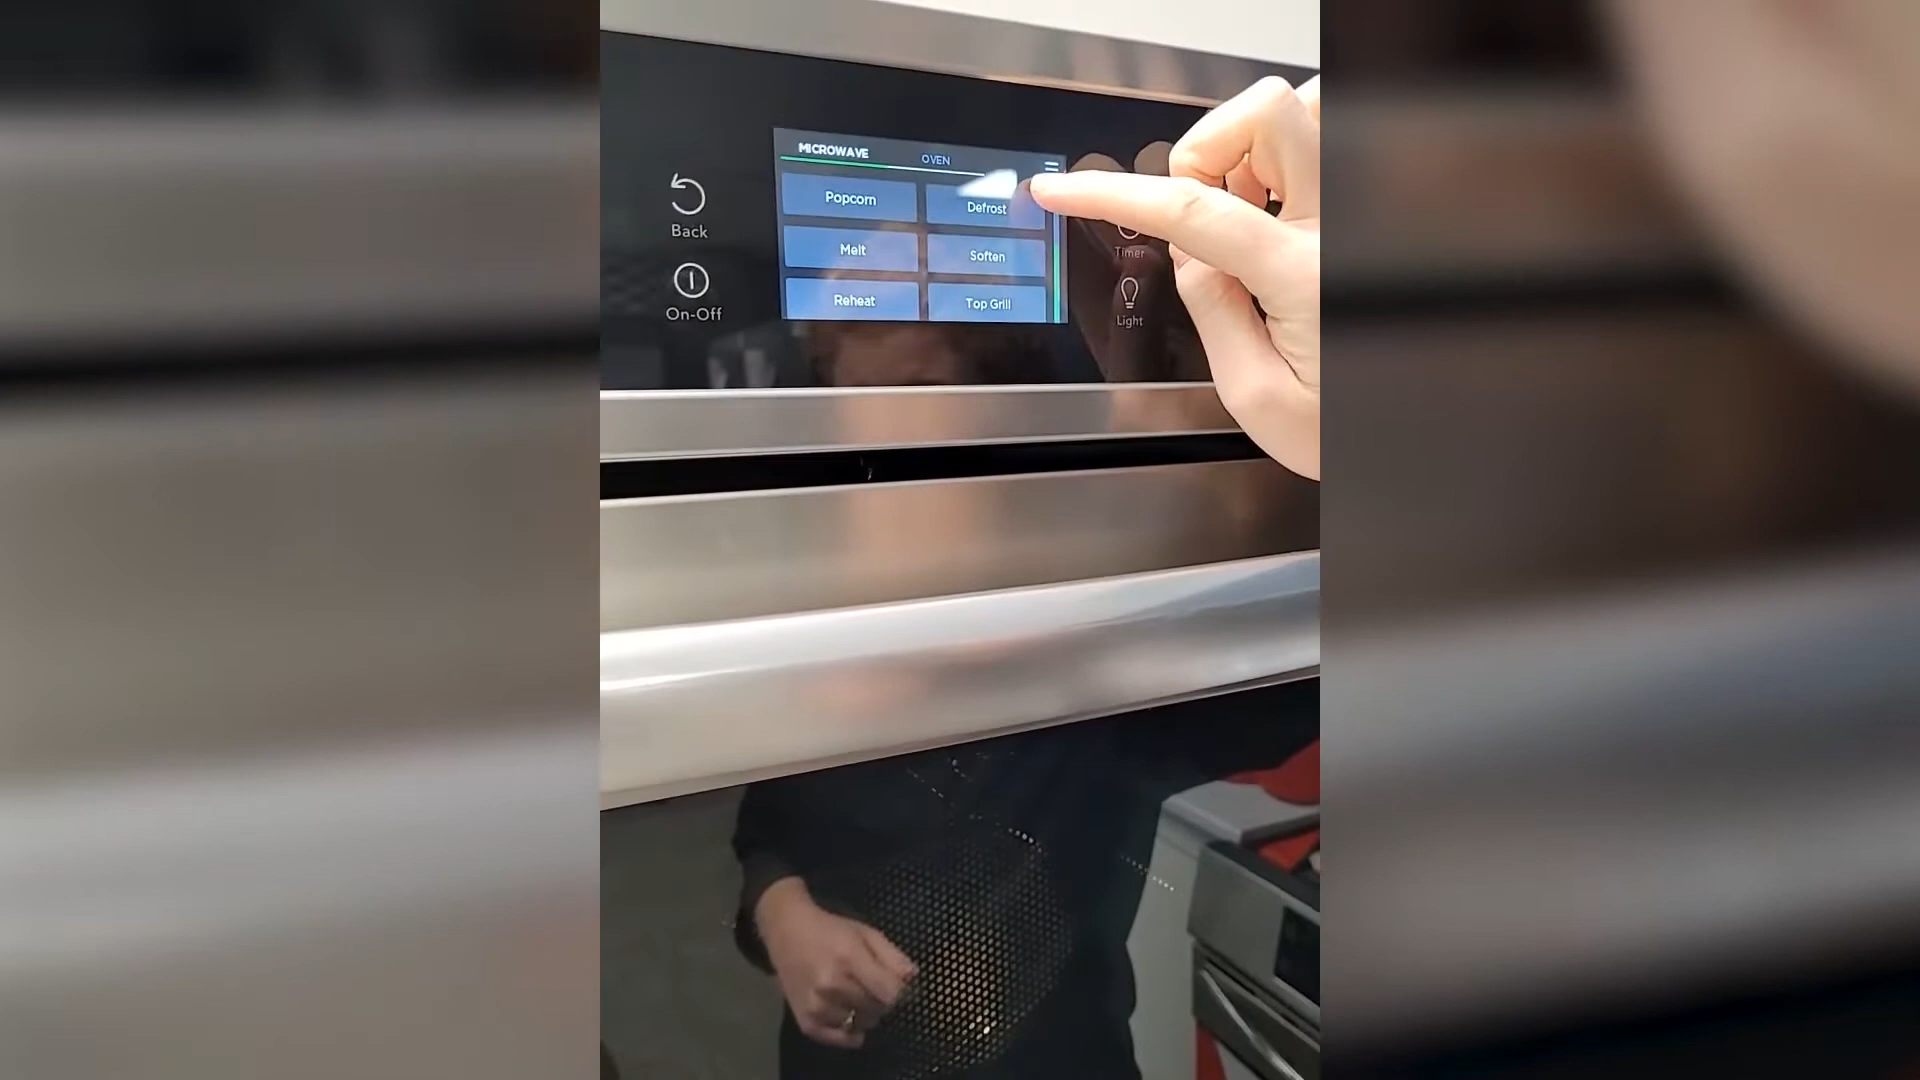 MICROWAVE OVEN
Popcorn Defrost
Melt Soften
Reheat Top Grill
Back
On-Off
Timer
Light